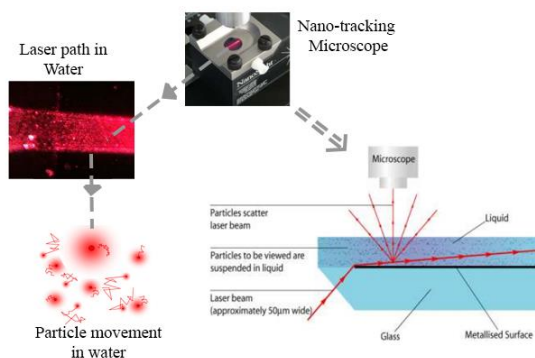 Laser path in
Water
Nano-tracking
Microscope
Particle movement
in water
Microscope
Particles scatter
laser beam
Liquid
Particles to be viewed are
suspended in liquid
Laser beam
(approximately 50µm wide)
Glass
Metallised Surface